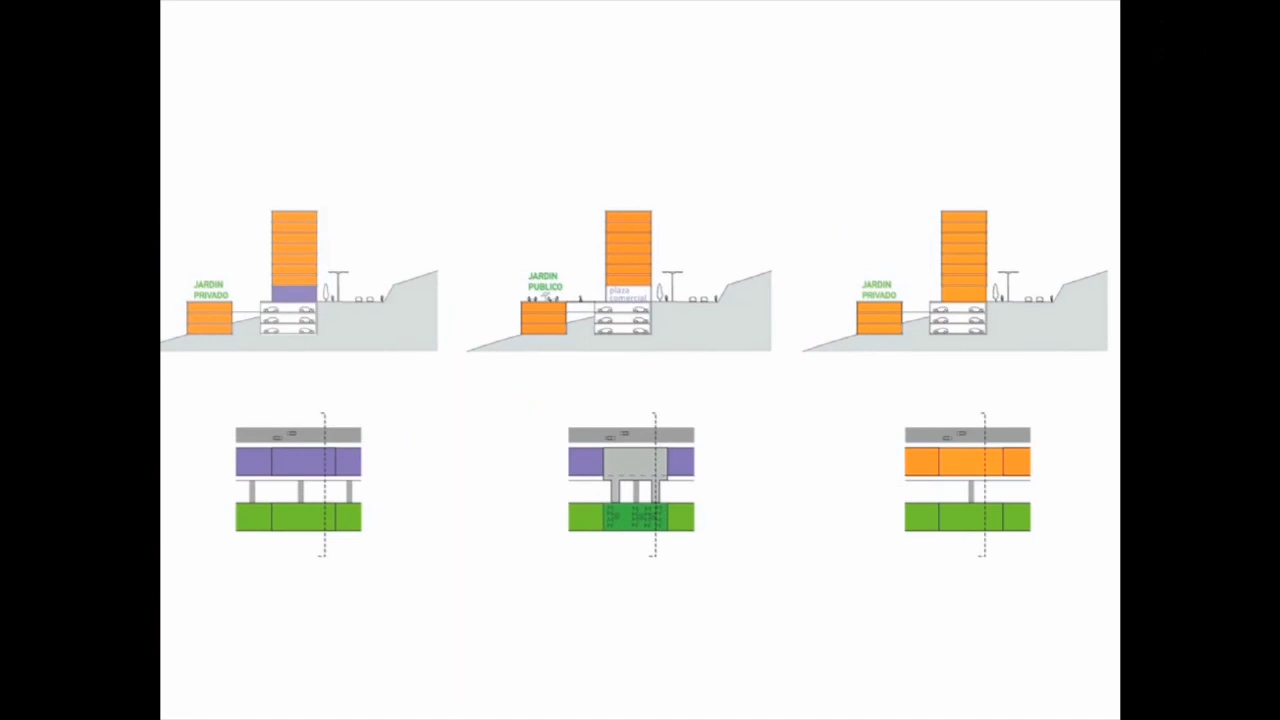 JARDIN
PRIVADO
JARDIN
PUBLICO
plaza
comercial
JARDIN
PRIVADO